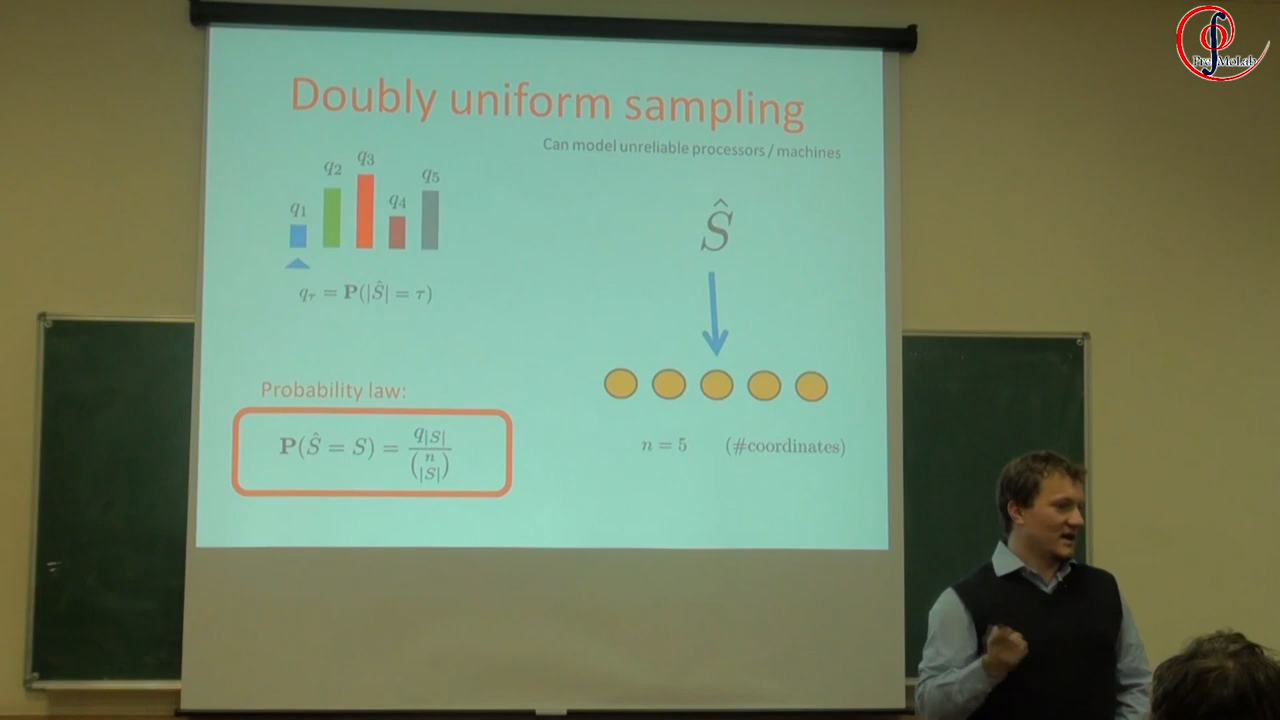 PreMoLab
Doubly uniform sampling
Can model unreliable processors / machines
q₁ q₂ q₃ q₄ q₅
Ŝ
q_τ = P(|Ŝ| = τ)
Probability law:
P(Ŝ = S) = q_|S| / (n |S|)
n = 5 (#coordinates)